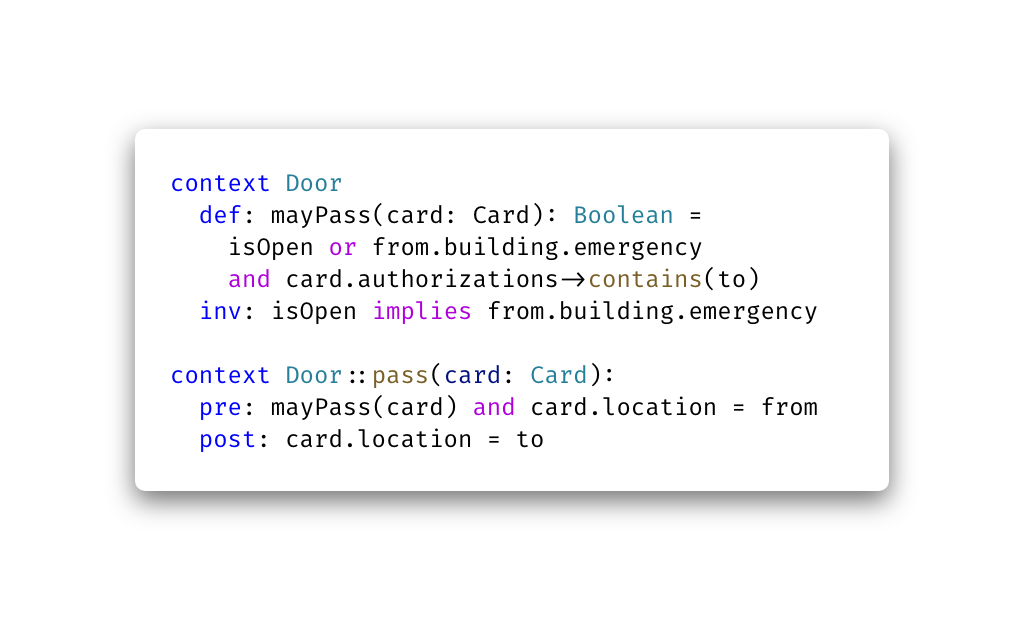 context Door
  def: mayPass(card: Card): Boolean =
    isOpen or from.building.emergency
    and card.authorizations->contains(to)
  inv: isOpen implies from.building.emergency

context Door::pass(card: Card):
  pre: mayPass(card) and card.location = from
  post: card.location = to